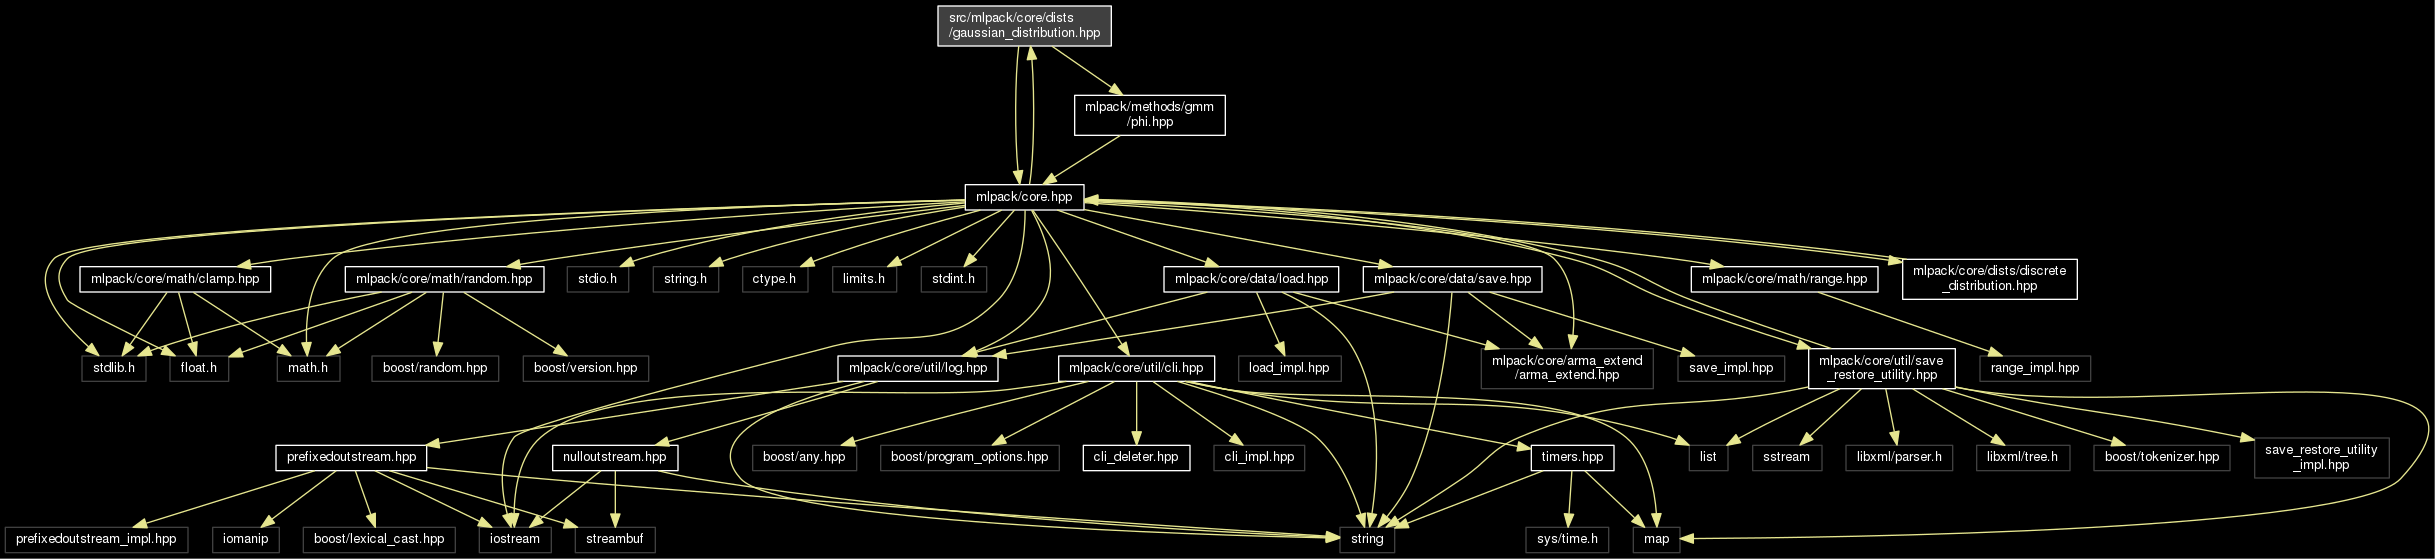 src/mlpack/core/dists
/gaussian_distribution.hpp
mlpack/methods/gmm
/phi.hpp
mlpack/core.hpp
mlpack/core/math/clamp.hpp
mlpack/core/math/random.hpp
stdio.h
string.h
ctype.h
limits.h
stdint.h
mlpack/core/data/load.hpp
mlpack/core/data/save.hpp
mlpack/core/math/range.hpp
mlpack/core/dists/discrete
_distribution.hpp
stdlib.h
float.h
math.h
boost/random.hpp
boost/version.hpp
mlpack/core/util/log.hpp
mlpack/core/util/cli.hpp
load_impl.hpp
mlpack/core/arma_extend
/arma_extend.hpp
save_impl.hpp
mlpack/core/util/save
_restore_utility.hpp
range_impl.hpp
prefixedoutstream.hpp
nulloutstream.hpp
boost/any.hpp
boost/program_options.hpp
cli_deleter.hpp
cli_impl.hpp
timers.hpp
list
sstream
libxml/parser.h
libxml/tree.h
boost/tokenizer.hpp
save_restore_utility
_impl.hpp
prefixedoutstream_impl.hpp
iomanip
boost/lexical_cast.hpp
iostream
streambuf
string
sys/time.h
map